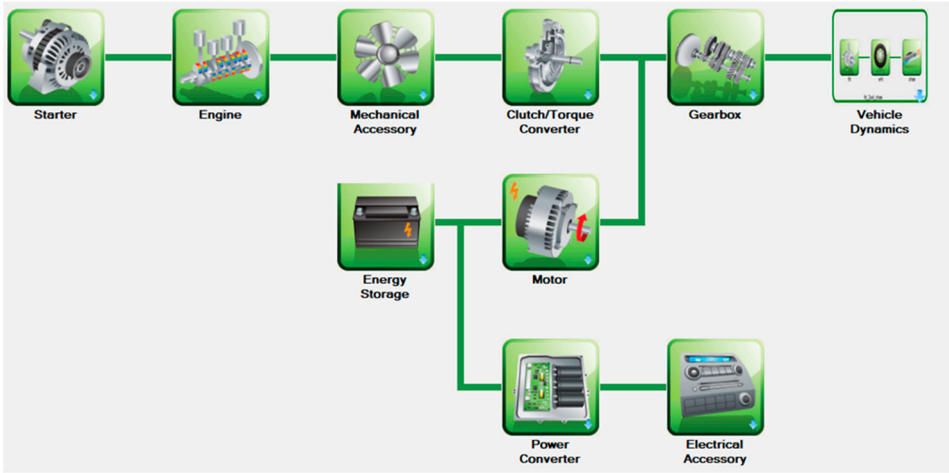 Starter
Engine
Mechanical
Accessory
Clutch/Torque
Converter
Gearbox
Vehicle
Dynamics
Energy
Storage
Motor
Power
Converter
Electrical
Accessory